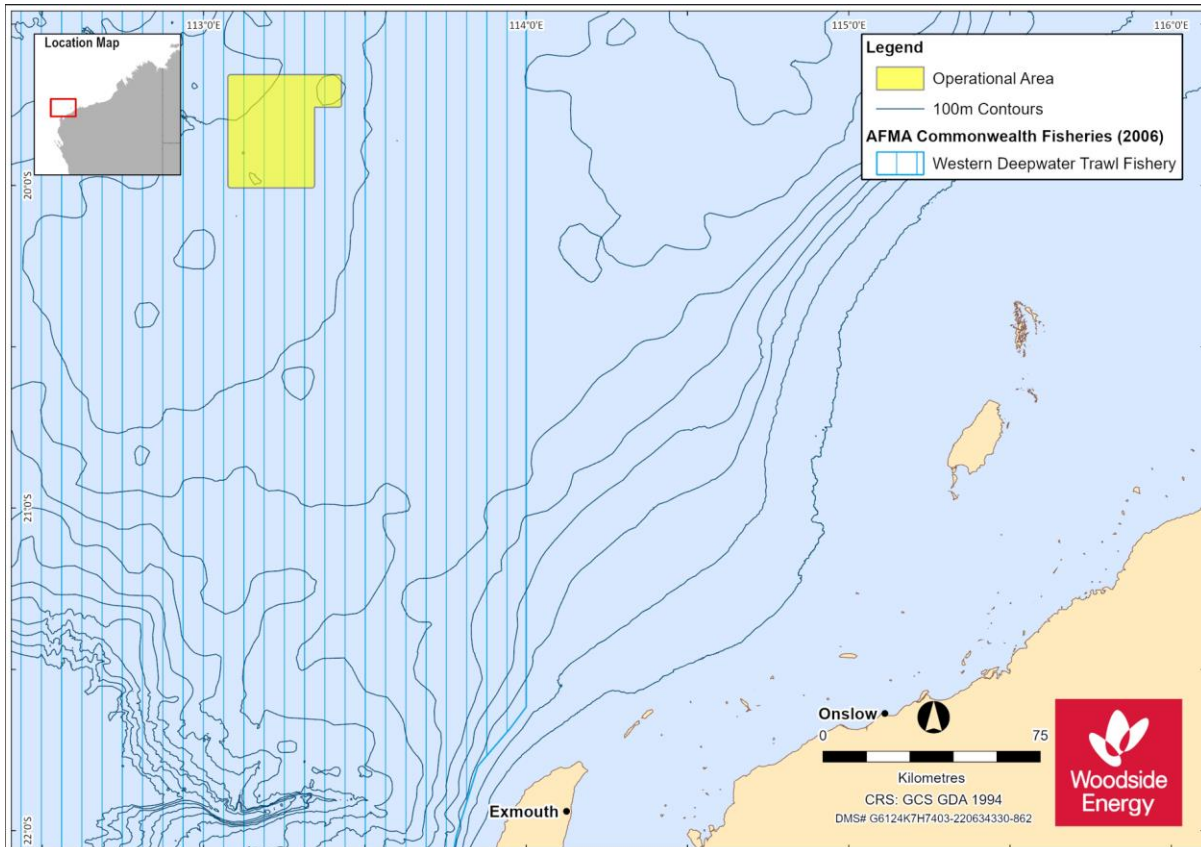 113°0'E
114°0'E
115°0'E
116°0'E
Location Map
Legend
Operational Area
100m Contours
AFMA Commonwealth Fisheries (2006)
Western Deepwater Trawl Fishery
20°0'S
21°0'S
22°0'S
Onslow
Exmouth
0 75
Kilometres
CRS: GCS GDA 1994
DMS# G6124K7H7403-220634330-862
Woodside
Energy